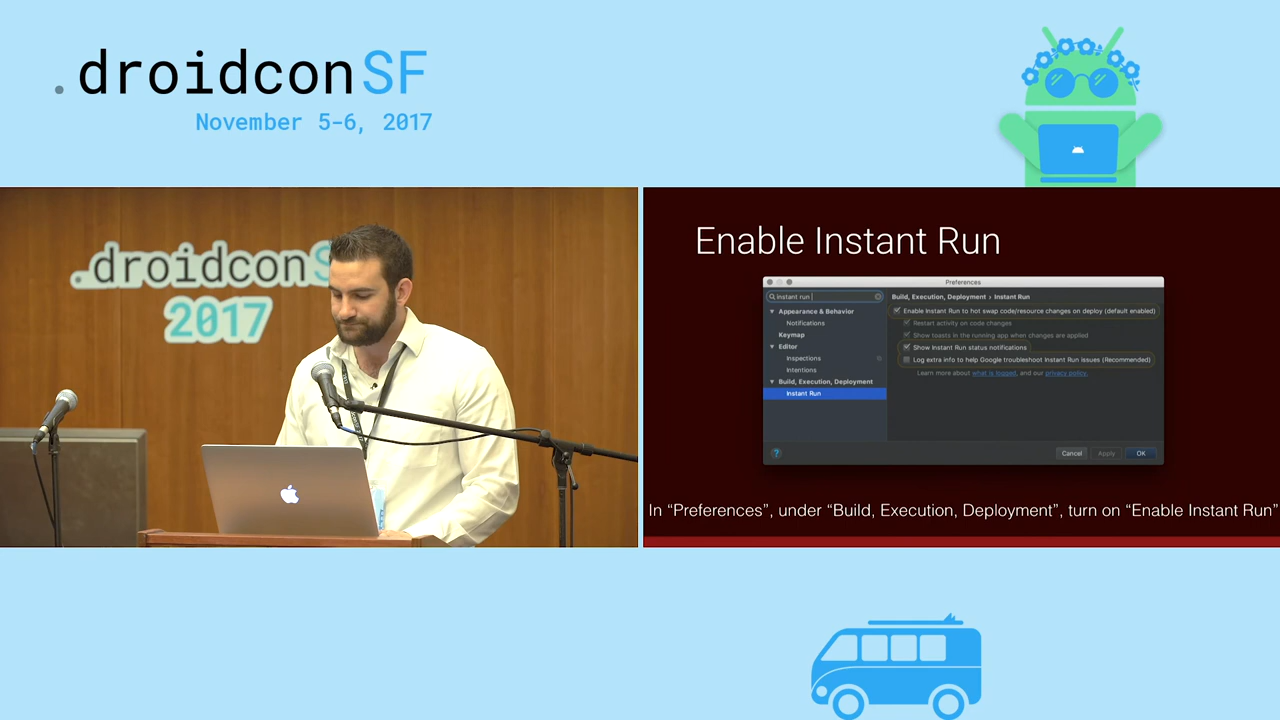 .droidconSF
November 5-6, 2017
.droidconS
2017
Enable Instant Run
Preferences
instant run
Build, Execution, Deployment › Instant Run
Appearance & Behavior
Notifications
Keymap
Editor
Inspections
Intentions
Build, Execution, Deployment
Instant Run
Enable Instant Run to hot swap code/resource changes on deploy (default enabled)
Restart activity on code changes
Show toasts in the running app when changes are applied
Show Instant Run status notifications
Log extra info to help Google troubleshoot Instant Run issues (Recommended)
Learn more about what is logged, and our privacy policy.
?
Cancel
Apply
OK
In “Preferences”, under “Build, Execution, Deployment”, turn on “Enable Instant Run”